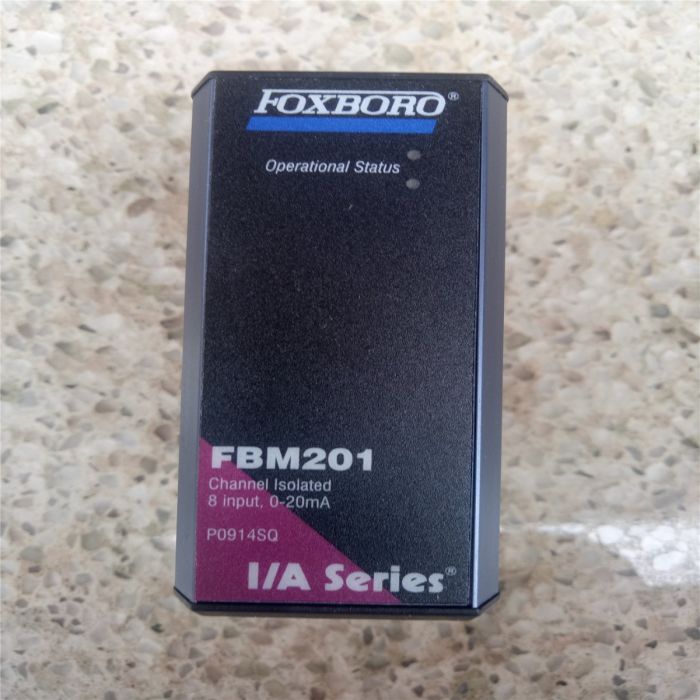 FOXBORO®
Operational Status
FBM201
Channel Isolated
8 input, 0-20mA
P0914SQ
I/A Series®